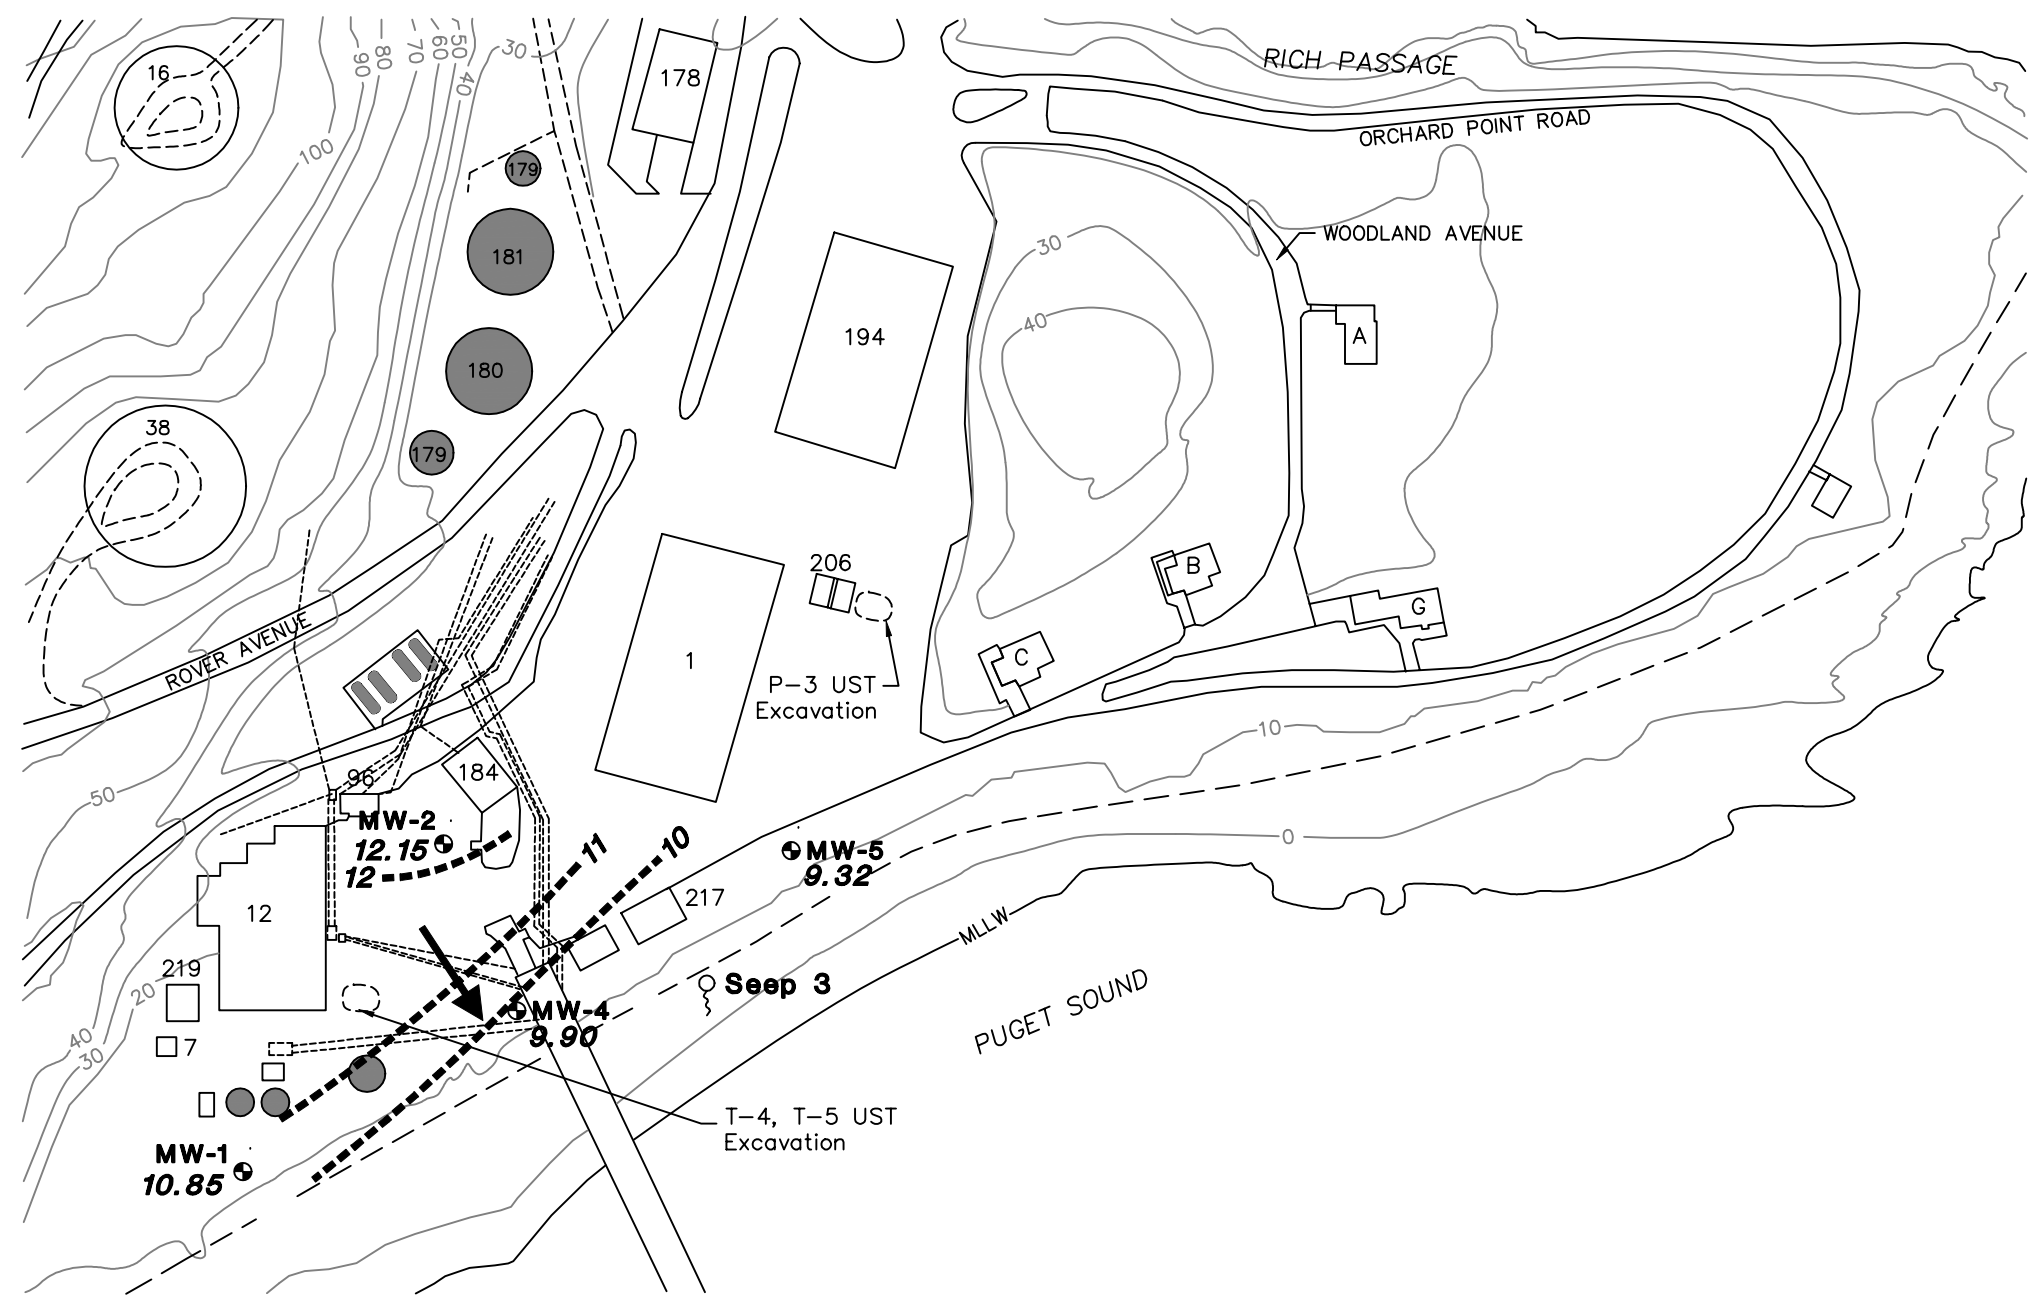 90
80
70
60
50
40
30
RICH PASSAGE
16
178
ORCHARD POINT ROAD
100
179
181
30
WOODLAND AVENUE
40
194
A
180
38
179
206
B
G
ROVER AVENUE
1
C
P-3 UST
Excavation
10
96
184
50
MW-2
12.15
12
11
10
MW-5
9.32
0
217
12
MLLW
219
20
Seep 3
PUGET SOUND
MW-4
9.90
40
30
7
T-4, T-5 UST
Excavation
MW-1
10.85